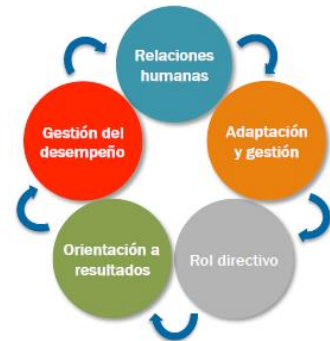 Relaciones
humanas
Adaptación
y gestión
Rol directivo
Orientación a
resultados
Gestión del
desempeño